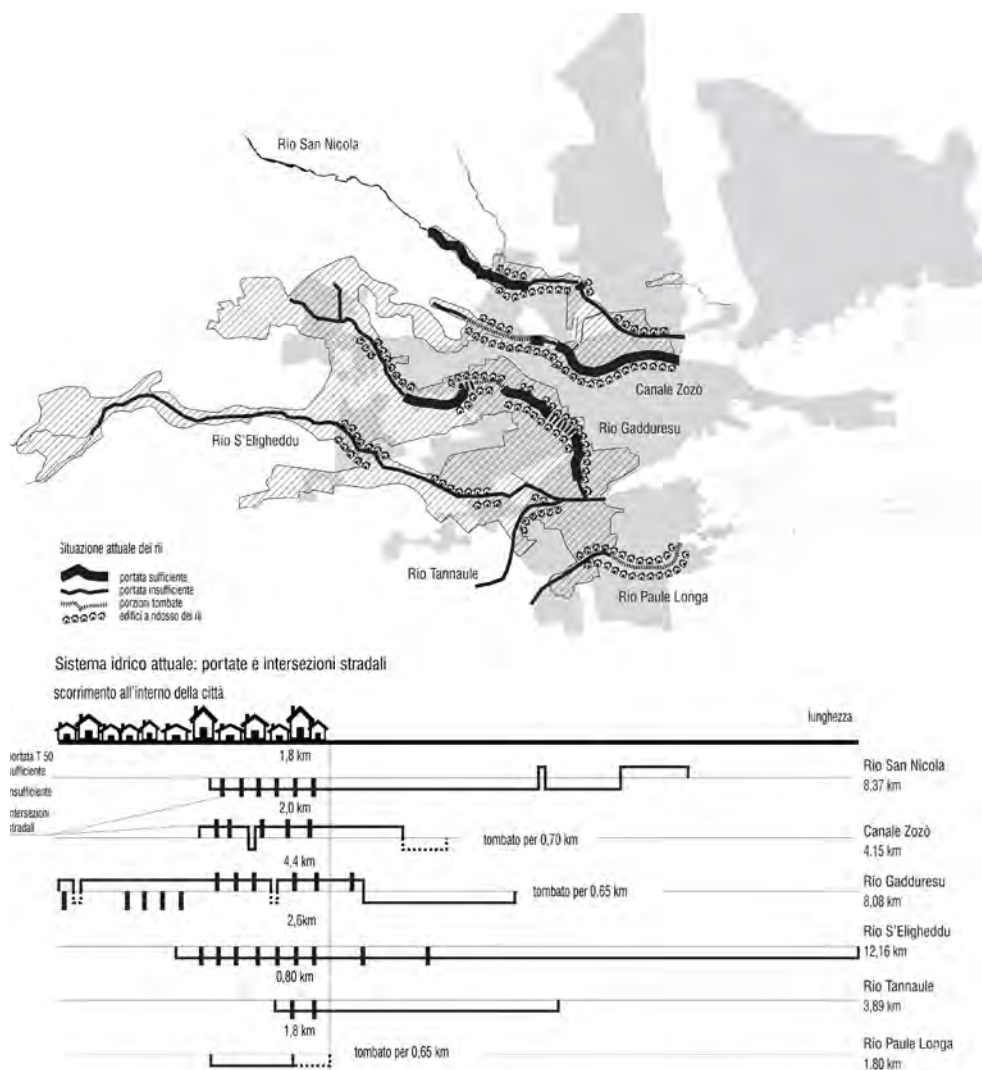 Rio San Nicola
Canale Zozò
Rio Gadduresu
Rio S'Eligheddu
Rio Tannaule
Rio Paule Longa
Situazione attuale dei rii
portata sufficiente
portata insufficiente
porzioni tombate
edifici a ridosso dei rii
Sistema idrico attuale: portate e intersezioni stradali
scorrimento all'interno della città
lunghezza
portata T 50
sufficiente
insufficiente
intersezioni
stradali
1,8 km
Rio San Nicola
8,37 km
2,0 km
tombato per 0,70 km
Canale Zozò
4.15 km
4,4 km
tombato per 0,65 km
Rio Gadduresu
8,08 km
2,6km
Rio S'Eligheddu
12,16 km
0,80 km
Rio Tannaule
3,89 km
1,8 km
tombato per 0,65 km
Rio Paule Longa
1.80 km